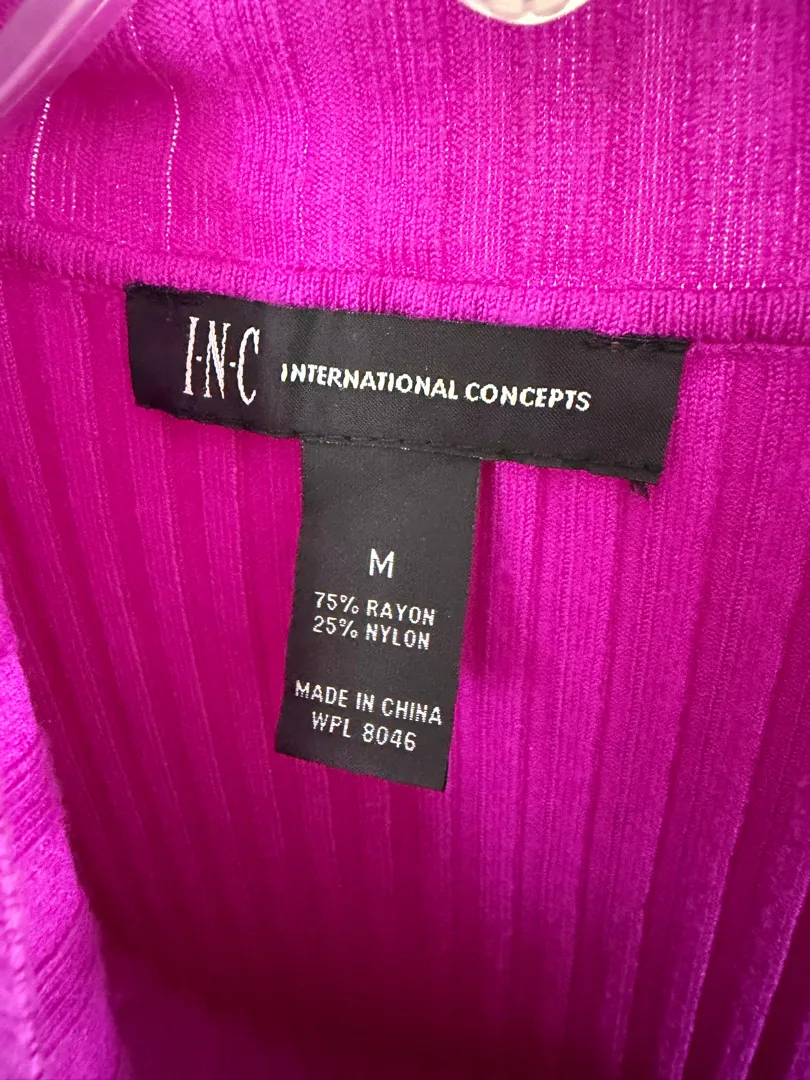 I·N·C INTERNATIONAL CONCEPTS
M
75% RAYON
25% NYLON
MADE IN CHINA
WPL 8046